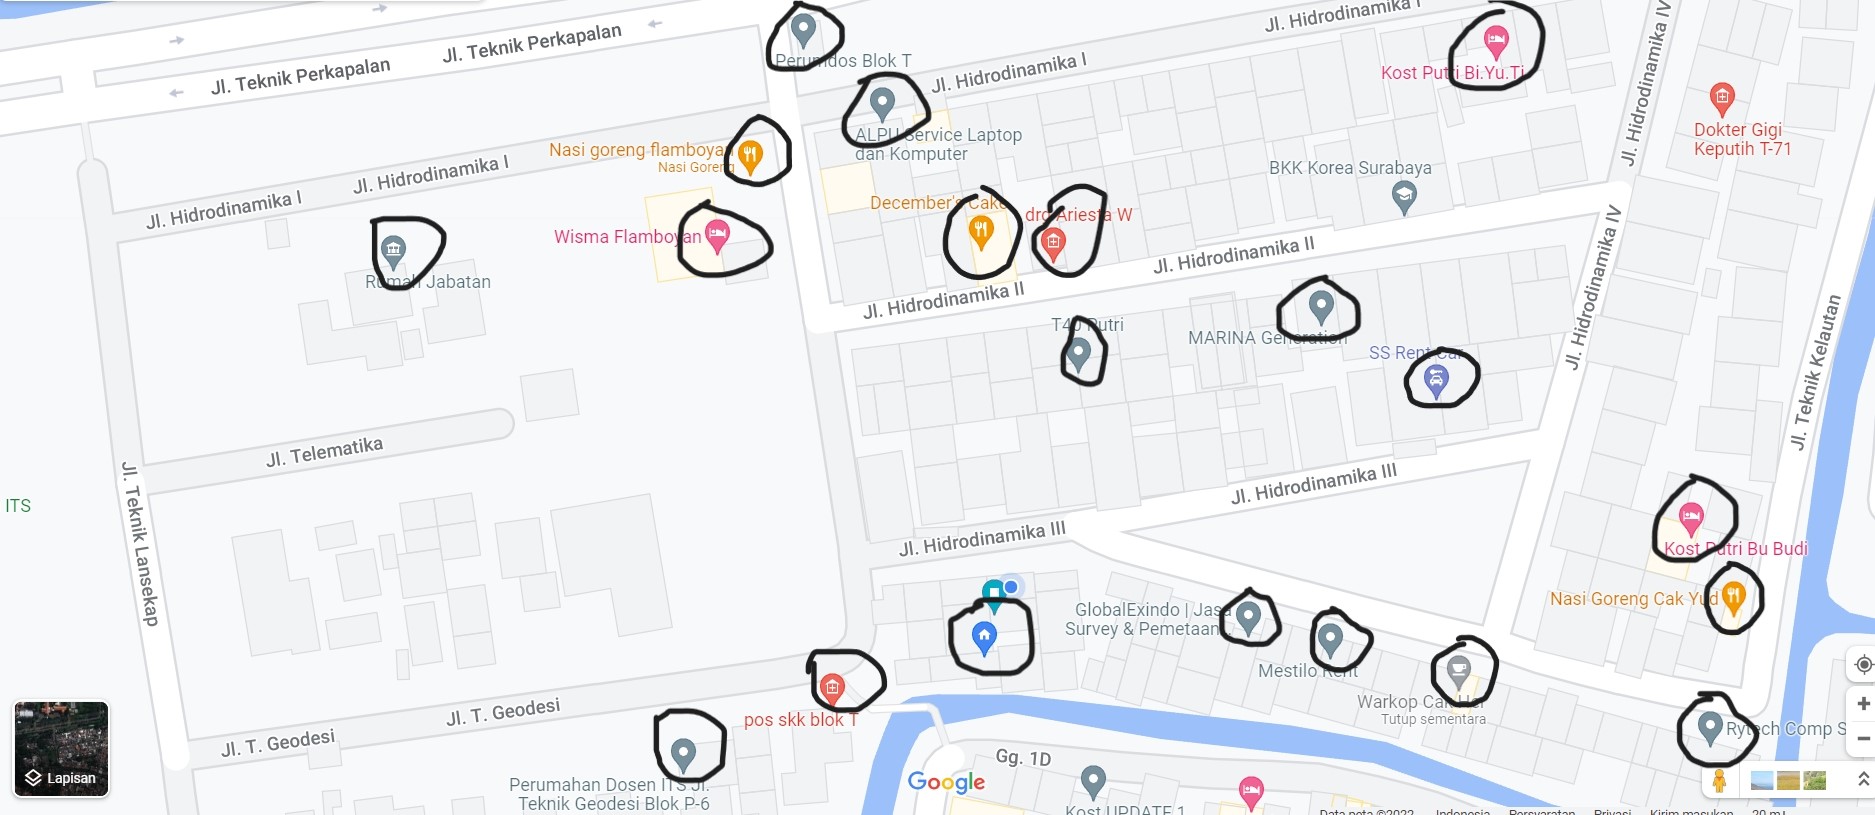 Jl. Teknik Perkapalan
Jl. Teknik Perkapalan
Perumdos Blok T
Jl. Hidrodinamika I
Jl. Hidrodinamika I
Kost Putri Bi.Yu.Ti
Jl. Hidrodinamika IV
Dokter Gigi
Keputih T-71
ALPU Service Laptop
dan Komputer
Nasi goreng flamboyan
Nasi Goreng
Jl. Hidrodinamika I
Jl. Hidrodinamika I
BKK Korea Surabaya
December's Cake
drg Ariesta W
Wisma Flamboyan
Rumah Jabatan
Jl. Hidrodinamika II
Jl. Hidrodinamika II
Jl. Hidrodinamika IV
Jl. Teknik Kelautan
Putri
MARINA Generation
SS Rent Car
Jl. Telematika
Jl. Teknik Lansekap
ITS
Jl. Hidrodinamika III
Jl. Hidrodinamika III
Kost Putri Bu Budi
Nasi Goreng Cak Yud
GlobalExindo | Jasa
Survey & Pemetaan...
Mestilo Rent
Warkop Cak Her
Tutup sementara
Rytech Comp S
pos skk blok T
Jl. T. Geodesi
Jl. T. Geodesi
Perumahan Dosen ITS Jl.
Teknik Geodesi Blok P-6
Lapisan
Google
Gg. 1D
Kost UPDATE 1
Data peta ©2022
Indonesia
Persyaratan
Privasi
Kirim masukan
20 m